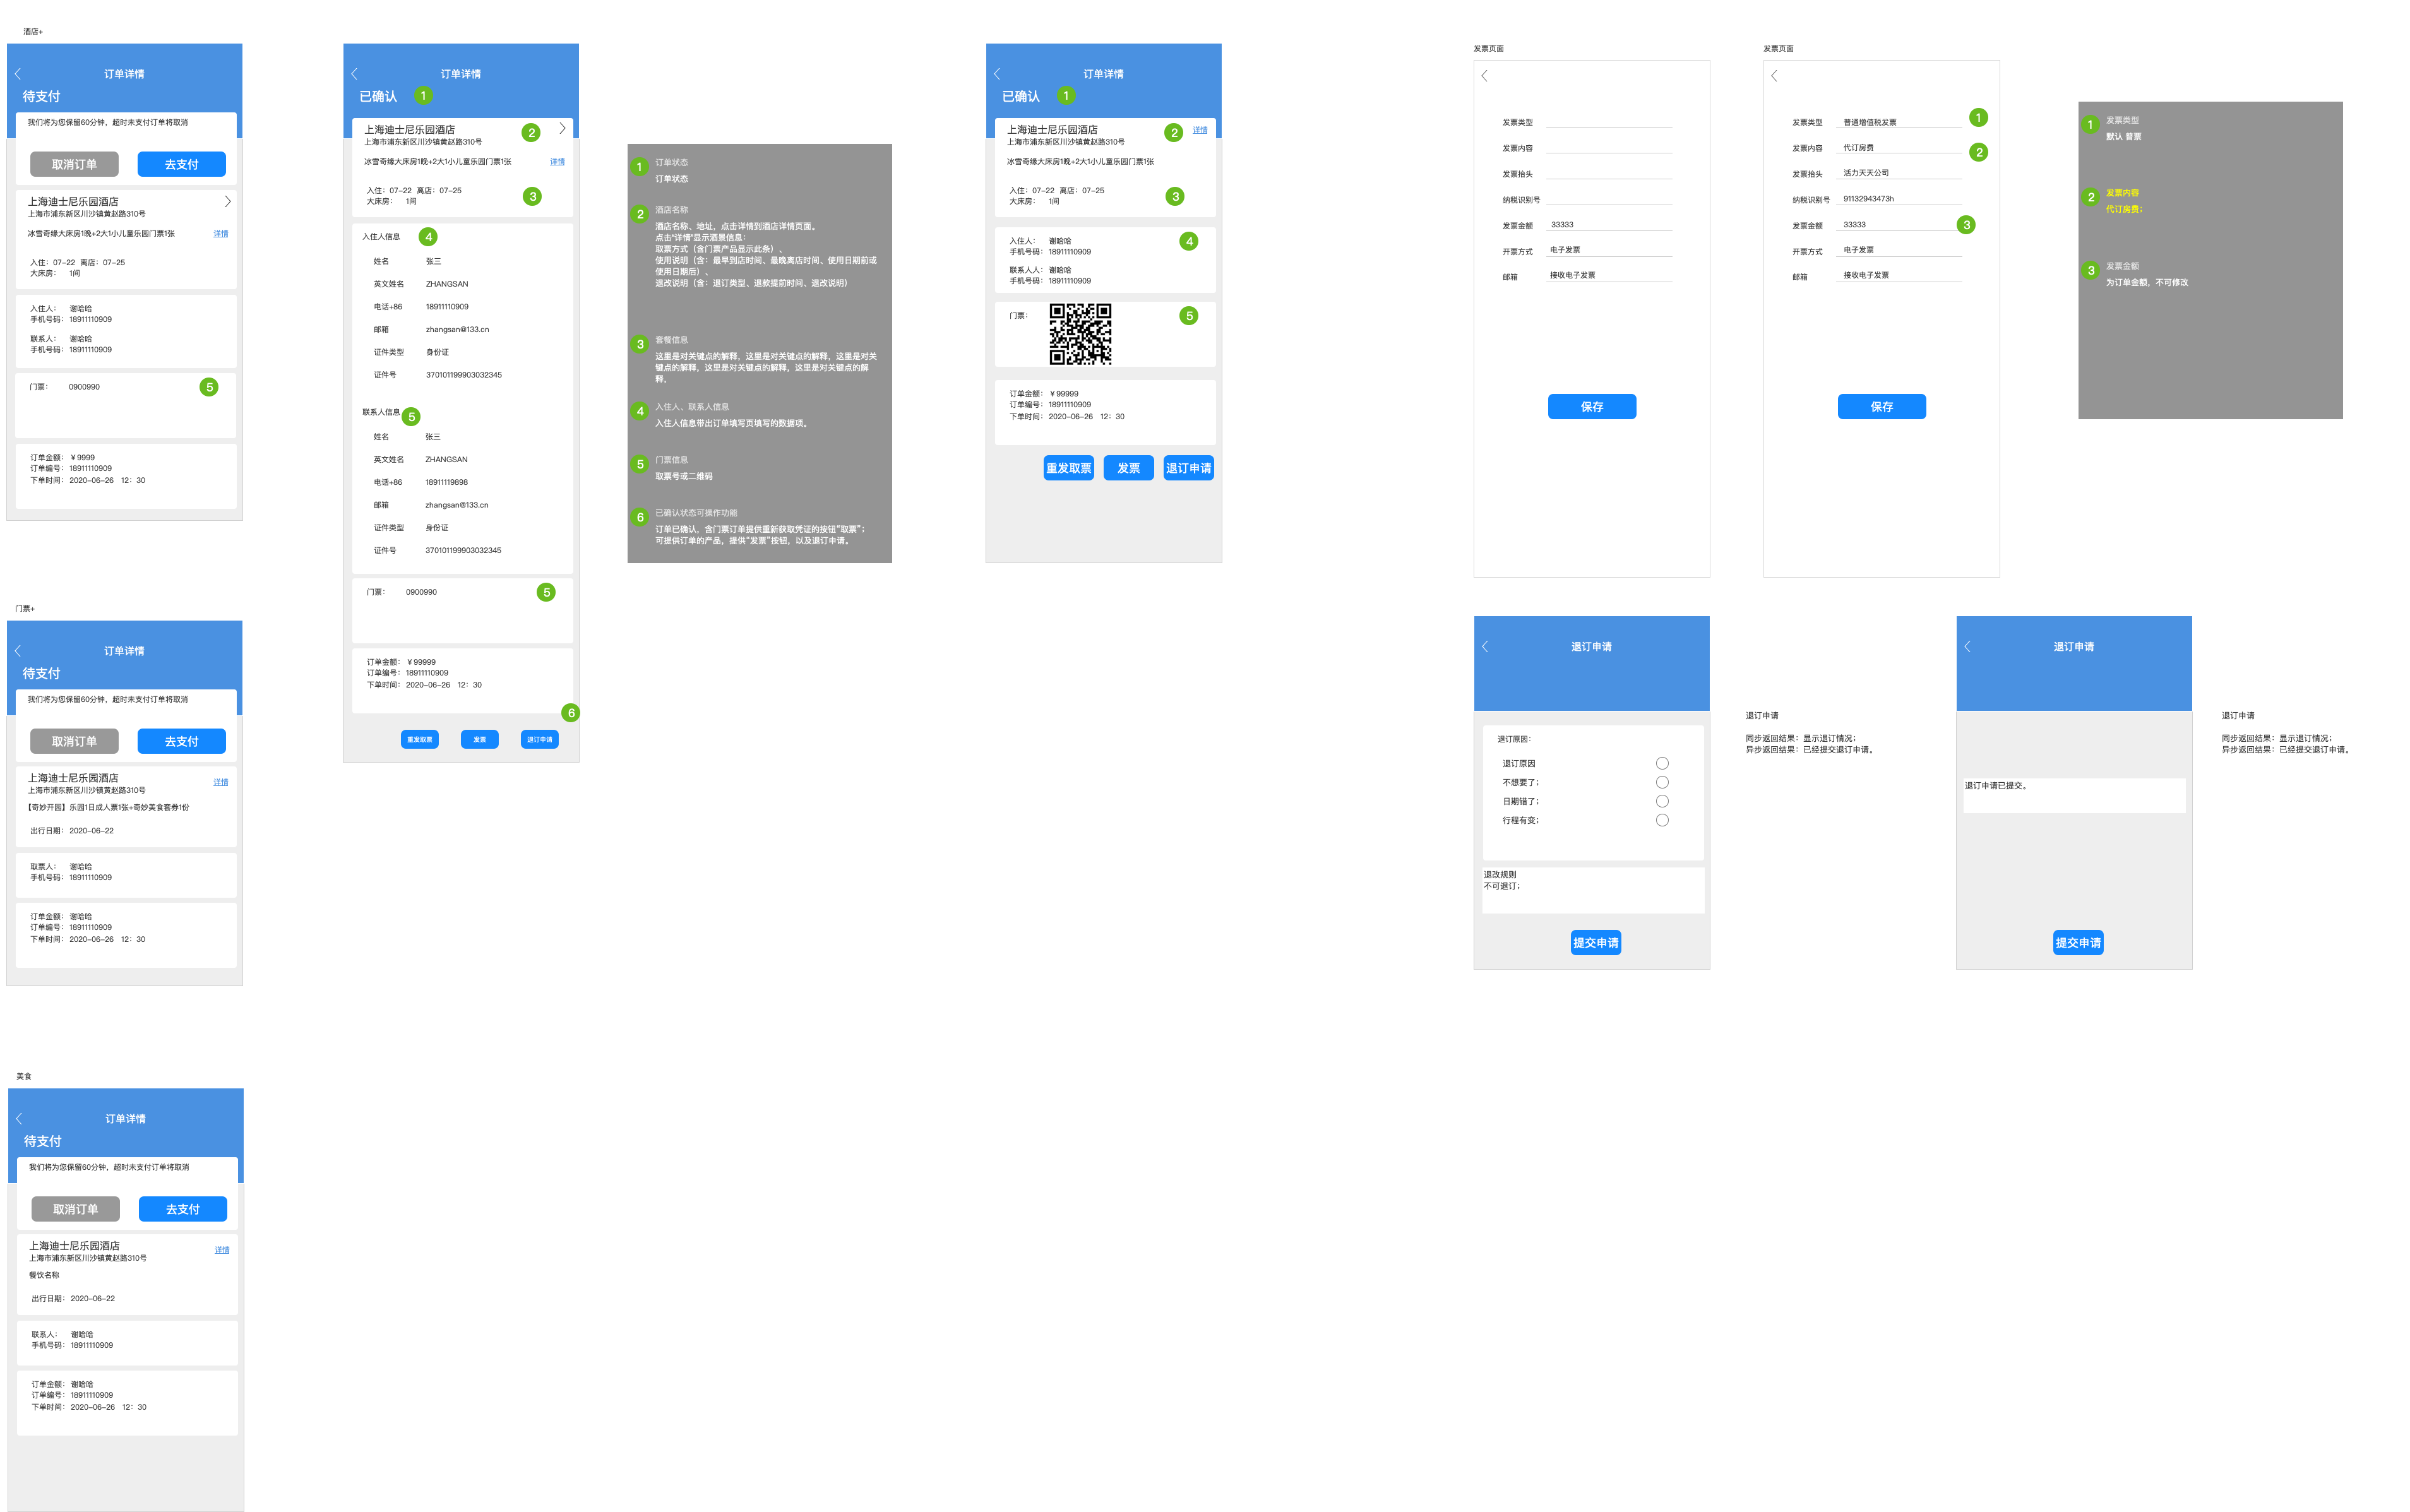 酒店+
订单详情
待支付
我们将为您保留60分钟，超时未支付订单将取消
取消订单
去支付
上海迪士尼乐园酒店
上海市浦东新区川沙镇黄赵路310号
冰雪奇缘大床房1晚+2大1小儿童乐园门票1张
详情
入住：07-22 离店：07-25
大床房： 1间
入住人： 谢哈哈
手机号码：18911110909
联系人： 谢哈哈
手机号码：18911110909
门票： 0900990
5
订单金额：￥9999
订单编号：18911110909
下单时间：2020-06-26 12：30
门票+
订单详情
待支付
我们将为您保留60分钟，超时未支付订单将取消
取消订单
去支付
上海迪士尼乐园酒店
详情
上海市浦东新区川沙镇黄赵路310号
【奇妙开园】乐园1日成人票1张+奇妙美食套券1份
出行日期：2020-06-22
取票人： 谢哈哈
手机号码：18911110909
订单金额：谢哈哈
订单编号：18911110909
下单时间：2020-06-26 12：30
美食
订单详情
待支付
我们将为您保留60分钟，超时未支付订单将取消
取消订单
去支付
上海迪士尼乐园酒店
详情
上海市浦东新区川沙镇黄赵路310号
餐饮名称
出行日期：2020-06-22
联系人： 谢哈哈
手机号码：18911110909
订单金额：谢哈哈
订单编号：18911110909
下单时间：2020-06-26 12：30
订单详情
已确认
1
上海迪士尼乐园酒店
2
上海市浦东新区川沙镇黄赵路310号
冰雪奇缘大床房1晚+2大1小儿童乐园门票1张
详情
入住：07-22 离店：07-25
3
大床房： 1间
入住人信息
4
姓名 张三
英文姓名 ZHANGSAN
电话+86 18911110909
邮箱 zhangsan@133.cn
证件类型 身份证
证件号 370101199903032345
联系人信息
5
姓名 张三
英文姓名 ZHANGSAN
电话+86 18911119898
邮箱 zhangsan@133.cn
证件类型 身份证
证件号 370101199903032345
门票： 0900990
5
订单金额：￥99999
订单编号：18911110909
下单时间：2020-06-26 12：30
6
重发取票
发票
退订申请
1
订单状态
订单状态
2
酒店名称
酒店名称、地址，点击详情到酒店详情页面。
点击“详情”显示酒景信息：
取票方式（含门票产品显示此条）、
使用说明（含：最早到店时间、最晚离店时间、使用日期前或
使用日期后）、
退改说明（含：退订类型、退款提前时间、退改说明）
3
套餐信息
这里是对关键点的解释，这里是对关键点的解释，这里是对关
键点的解释，这里是对关键点的解释，这里是对关键点的解
释，
4
入住人、联系人信息
入住人信息带出订单填写页填写的数据项。
5
门票信息
取票号或二维码
6
已确认状态可操作功能
订单已确认，含门票订单提供重新获取凭证的按钮“取票”；
可提供订单的产品，提供“发票”按钮，以及退订申请。
订单详情
已确认
1
上海迪士尼乐园酒店
2
详情
上海市浦东新区川沙镇黄赵路310号
冰雪奇缘大床房1晚+2大1小儿童乐园门票1张
入住：07-22 离店：07-25
3
大床房： 1间
入住人： 谢哈哈
4
手机号码：18911110909
联系人人：谢哈哈
手机号码：18911110909
门票：
5
订单金额：￥99999
订单编号：18911110909
下单时间：2020-06-26 12：30
重发取票
发票
退订申请
发票页面
发票类型
发票内容
发票抬头
纳税识别号
发票金额 33333
开票方式 电子发票
邮箱 接收电子发票
保存
发票页面
发票类型 普通增值税发票
1
发票内容 代订房费
2
发票抬头 活力天天公司
纳税识别号 91132943473h
发票金额 33333
3
开票方式 电子发票
邮箱 接收电子发票
保存
1
发票类型
默认 普票
2
发票内容
代订房费；
3
发票金额
为订单金额，不可修改
退订申请
退订原因：
退订原因
不想要了；
日期错了；
行程有变；
退改规则
不可退订；
提交申请
退订申请
同步返回结果：显示退订情况；
异步返回结果：已经提交退订申请。
退订申请
退订申请已提交。
提交申请
退订申请
同步返回结果：显示退订情况；
异步返回结果：已经提交退订申请。